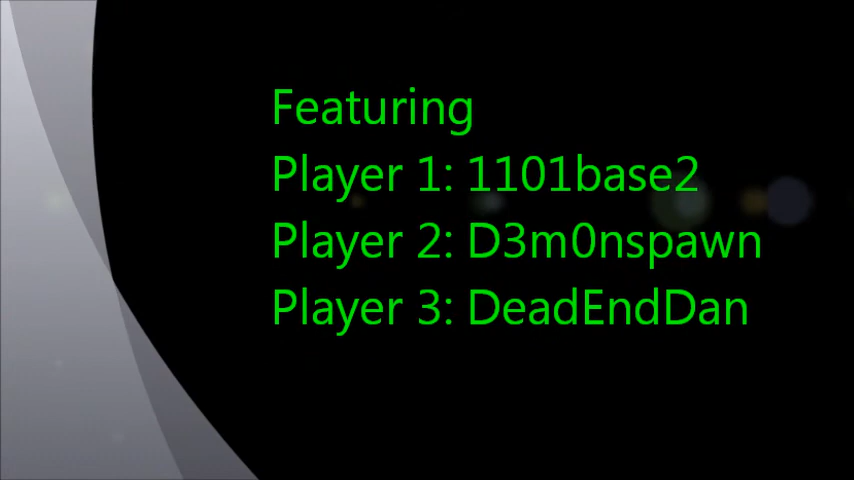 Featuring
Player 1: 1101base2
Player 2: D3m0nspawn
Player 3: DeadEndDan